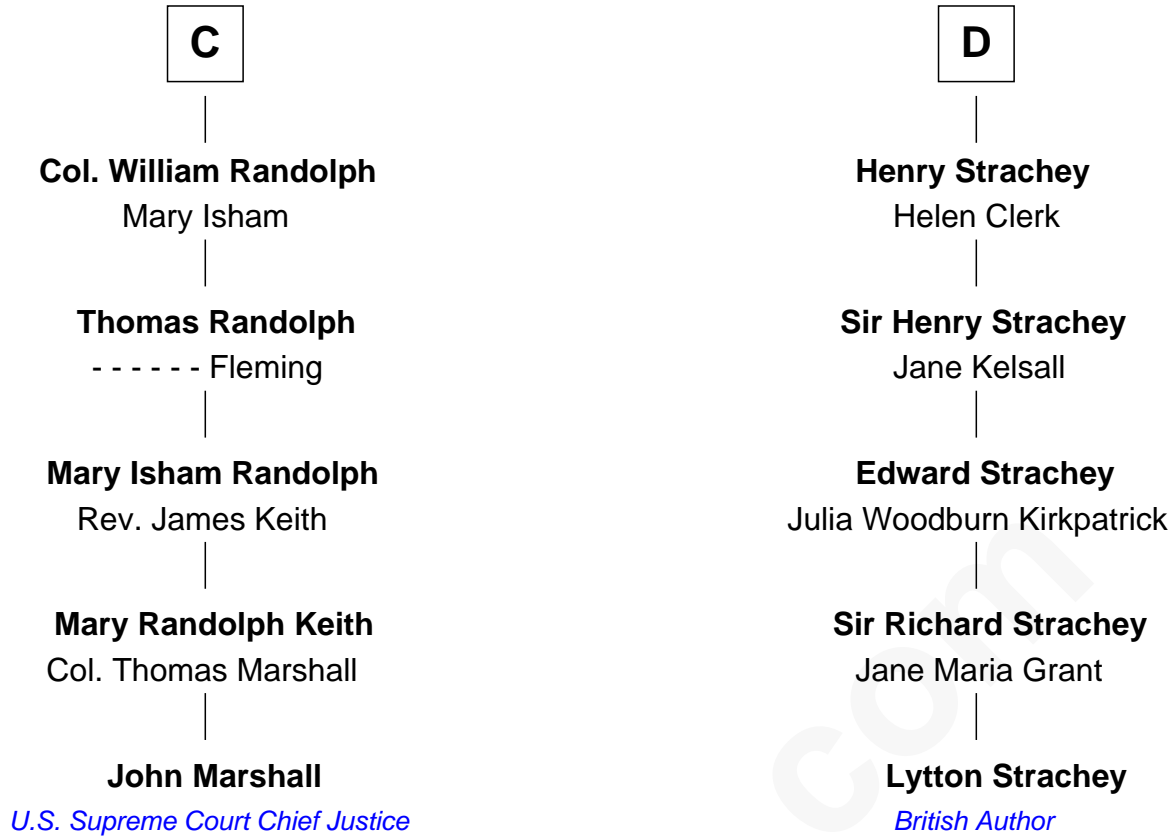 C
Col. William Randolph
Mary Isham
Thomas Randolph
- - - - - - Fleming
Mary Isham Randolph
Rev. James Keith
Mary Randolph Keith
Col. Thomas Marshall
John Marshall
U.S. Supreme Court Chief Justice
D
Henry Strachey
Helen Clerk
Sir Henry Strachey
Jane Kelsall
Edward Strachey
Julia Woodburn Kirkpatrick
Sir Richard Strachey
Jane Maria Grant
Lytton Strachey
British Author
com